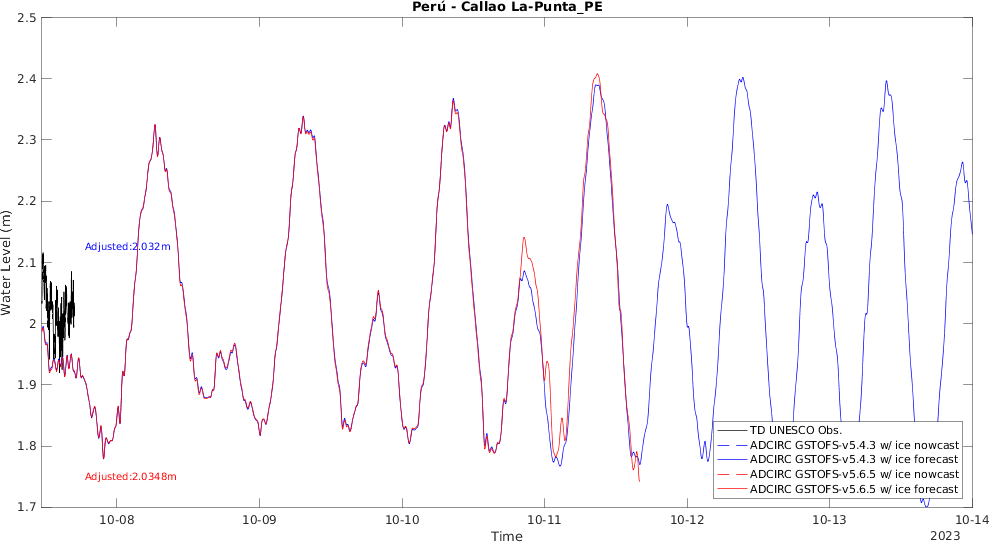 Perú - Callao La-Punta_PE
2.5
2.4
2.3
2.2
2.1
2
1.9
1.8
1.7
Water Level (m)
Adjusted:2.032m
Adjusted:2.0348m
TD UNESCO Obs.
ADCIRC GSTOFS-v5.4.3 w/ ice nowcast
ADCIRC GSTOFS-v5.4.3 w/ ice forecast
ADCIRC GSTOFS-v5.6.5 w/ ice nowcast
ADCIRC GSTOFS-v5.6.5 w/ ice forecast
10-08 10-09 10-10 10-11 10-12 10-13 10-14
Time
2023